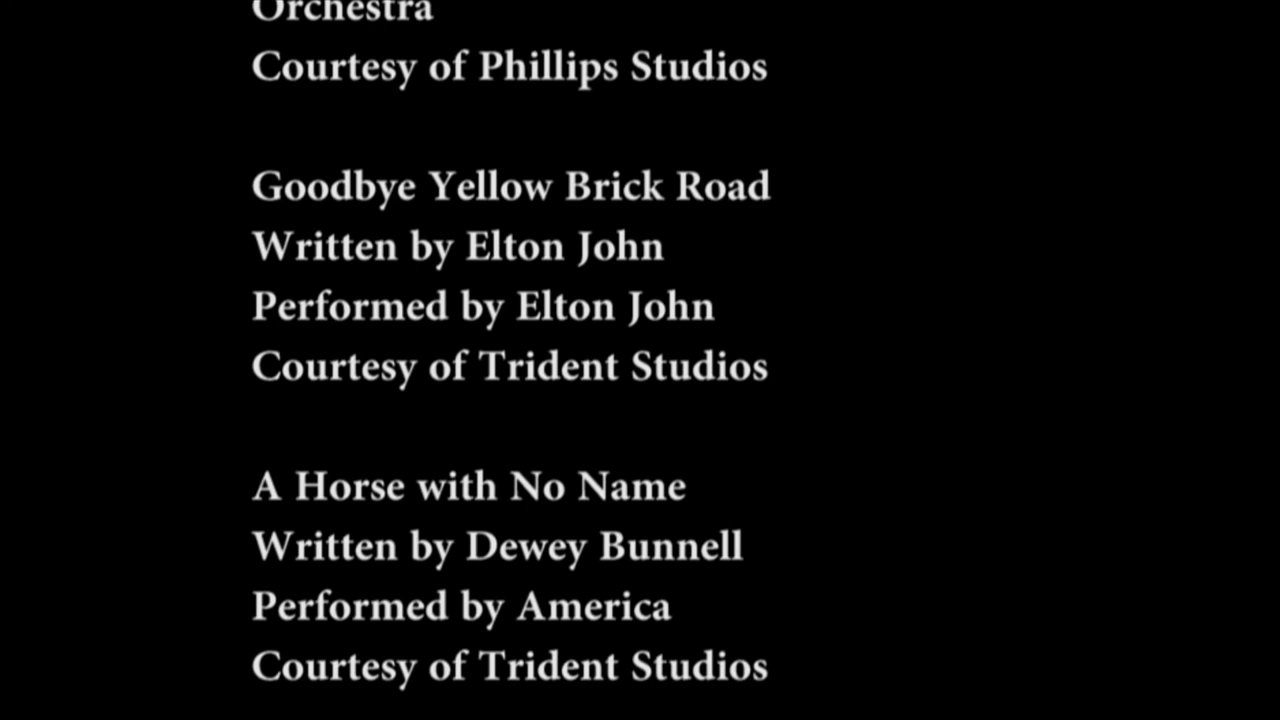 Orchestra
Courtesy of Phillips Studios
Goodbye Yellow Brick Road
Written by Elton John
Performed by Elton John
Courtesy of Trident Studios
A Horse with No Name
Written by Dewey Bunnell
Performed by America
Courtesy of Trident Studios